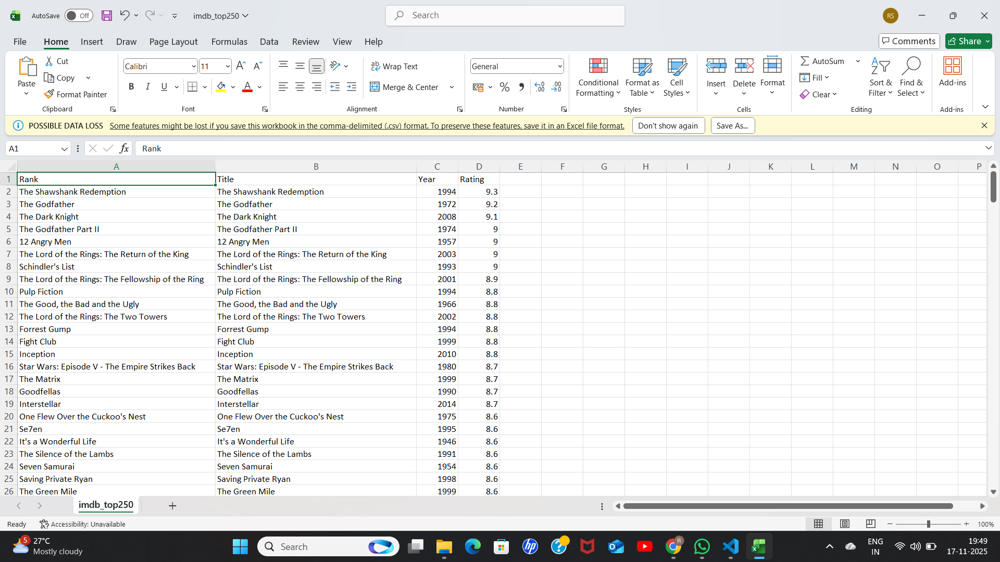 AutoSave Off imdb_top250 Search RS
File Home Insert Draw Page Layout Formulas Data Review View Help Comments Share
Paste Cut Copy Format Painter Clipboard
Calibri 11 B I U A Font
Wrap Text Merge & Center Alignment
General % Number
Conditional Formatting Format as Table Cell Styles Styles
Insert Delete Format Cells
AutoSum Fill Clear Sort & Filter Find & Select Editing
Add-ins Add-ins
POSSIBLE DATA LOSS Some features might be lost if you save this workbook in the comma-delimited (.csv) format. To preserve these features, save it in an Excel file format. Don't show again Save As...
A1 fx Rank
A B C D E F G H I J K L M N O P
1 Rank Title Year Rating
2 The Shawshank Redemption The Shawshank Redemption 1994 9.3
3 The Godfather The Godfather 1972 9.2
4 The Dark Knight The Dark Knight 2008 9.1
5 The Godfather Part II The Godfather Part II 1974 9
6 12 Angry Men 12 Angry Men 1957 9
7 The Lord of the Rings: The Return of the King The Lord of the Rings: The Return of the King 2003 9
8 Schindler's List Schindler's List 1993 9
9 The Lord of the Rings: The Fellowship of the Ring The Lord of the Rings: The Fellowship of the Ring 2001 8.9
10 Pulp Fiction Pulp Fiction 1994 8.8
11 The Good, the Bad and the Ugly The Good, the Bad and the Ugly 1966 8.8
12 The Lord of the Rings: The Two Towers The Lord of the Rings: The Two Towers 2002 8.8
13 Forrest Gump Forrest Gump 1994 8.8
14 Fight Club Fight Club 1999 8.8
15 Inception Inception 2010 8.8
16 Star Wars: Episode V - The Empire Strikes Back Star Wars: Episode V - The Empire Strikes Back 1980 8.7
17 The Matrix The Matrix 1999 8.7
18 Goodfellas Goodfellas 1990 8.7
19 Interstellar Interstellar 2014 8.7
20 One Flew Over the Cuckoo's Nest One Flew Over the Cuckoo's Nest 1975 8.6
21 Se7en Se7en 1995 8.6
22 It's a Wonderful Life It's a Wonderful Life 1946 8.6
23 The Silence of the Lambs The Silence of the Lambs 1991 8.6
24 Seven Samurai Seven Samurai 1954 8.6
25 Saving Private Ryan Saving Private Ryan 1998 8.6
26 The Green Mile The Green Mile 1999 8.6
imdb_top250
Ready Accessibility: Unavailable 100%
5 27°C Search ENG 19:49
Mostly cloudy IN 17-11-2025